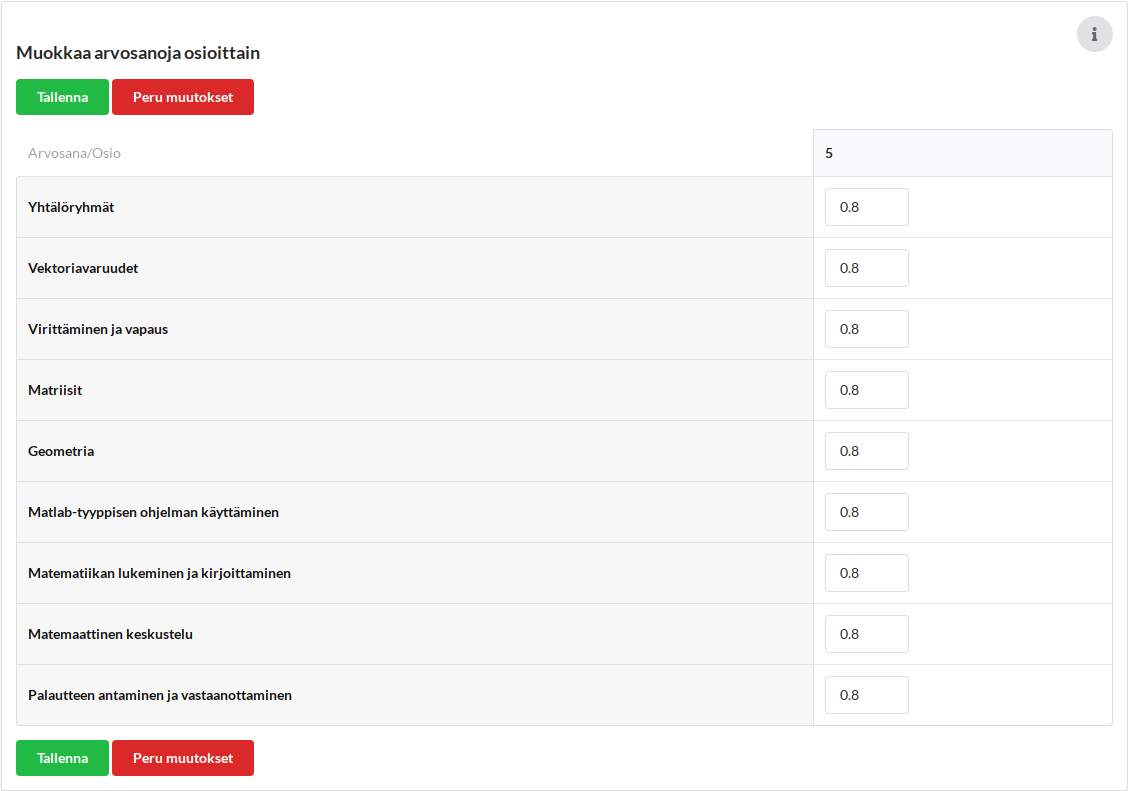 i
Muokkaa arvosanoja osioittain
Tallenna Peru muutokset
Arvosana/Osio 5
Yhtälöryhmät 0.8
Vektoriavaruudet 0.8
Virittäminen ja vapaus 0.8
Matriisit 0.8
Geometria 0.8
Matlab-tyyppisen ohjelman käyttäminen 0.8
Matematiikan lukeminen ja kirjoittaminen 0.8
Matemaattinen keskustelu 0.8
Palautteen antaminen ja vastaanottaminen 0.8
Tallenna Peru muutokset